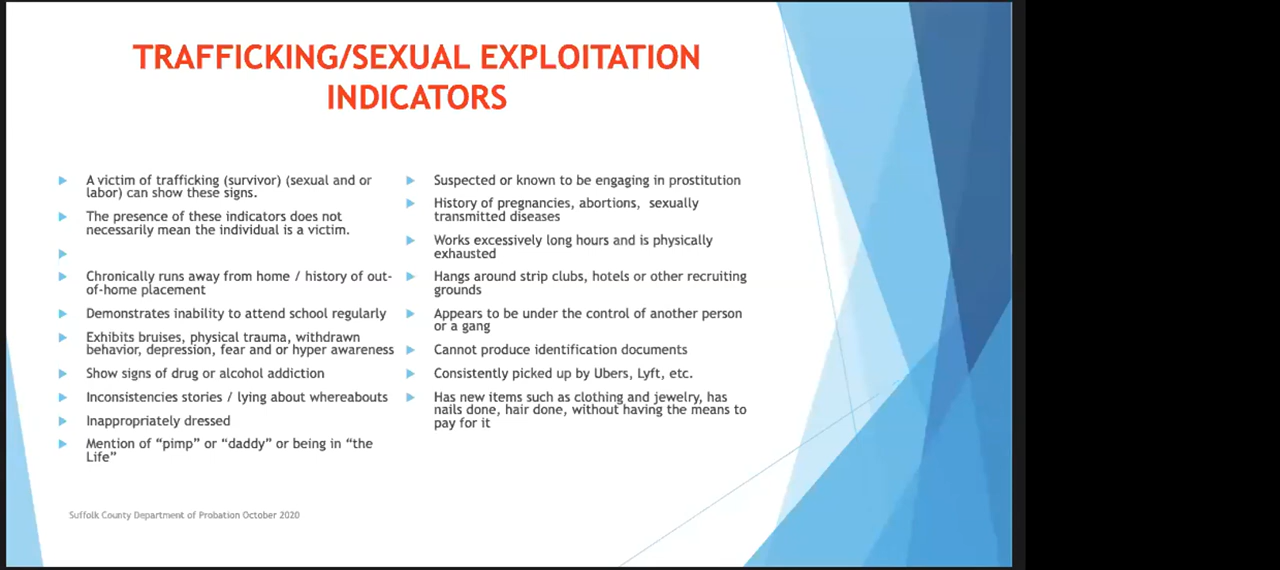 TRAFFICKING/SEXUAL EXPLOITATION
INDICATORS
A victim of trafficking (survivor) (sexual and or
labor) can show these signs.
The presence of these indicators does not
necessarily mean the individual is a victim.
Chronically runs away from home / history of out-
of-home placement
Demonstrates inability to attend school regularly
Exhibits bruises, physical trauma, withdrawn
behavior, depression, fear and or hyper awareness
Show signs of drug or alcohol addiction
Inconsistencies stories / lying about whereabouts
Inappropriately dressed
Mention of “pimp” or “daddy” or being in “the
Life”
Suspected or known to be engaging in prostitution
History of pregnancies, abortions, sexually
transmitted diseases
Works excessively long hours and is physically
exhausted
Hangs around strip clubs, hotels or other recruiting
grounds
Appears to be under the control of another person
or a gang
Cannot produce identification documents
Consistently picked up by Ubers, Lyft, etc.
Has new items such as clothing and jewelry, has
nails done, hair done, without having the means to
pay for it
Suffolk County Department of Probation October 2020